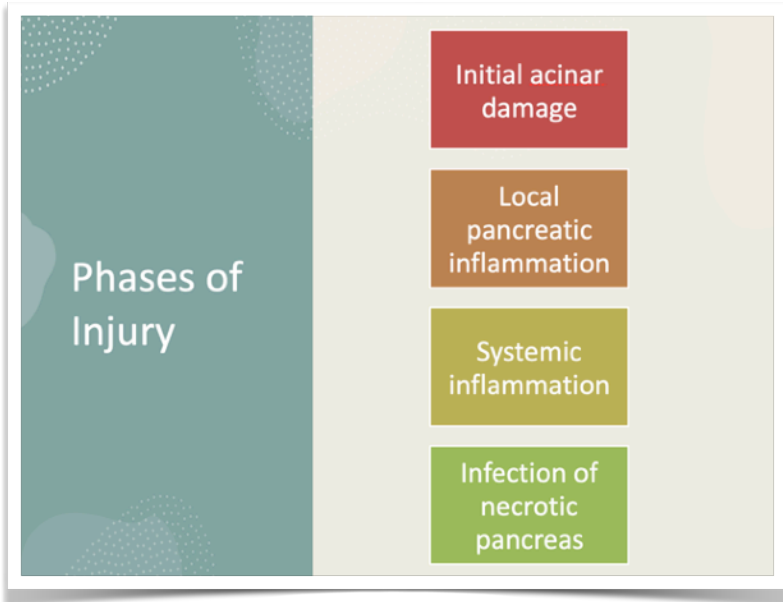 Phases of
Injury
Initial acinar
damage
Local
pancreatic
inflammation
Systemic
inflammation
Infection of
necrotic
pancreas